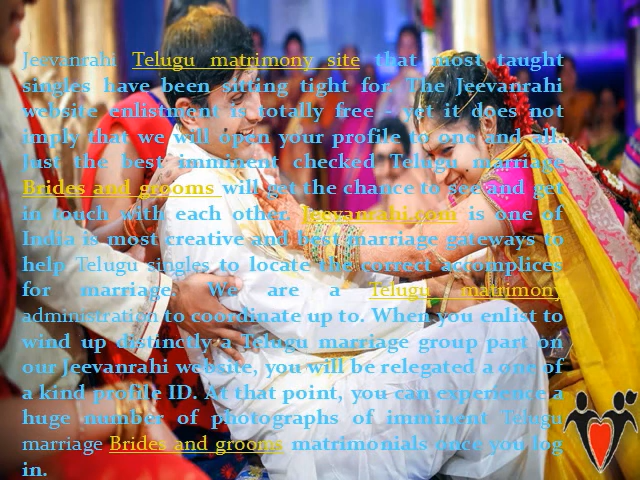 Jeevanrahi Telugu matrimony site that most taught
singles have been sitting tight for. The Jeevanrahi
website enlistment is totally free - yet it does not
imply that we will open your profile to one and all.
Just the best imminent checked Telugu marriage
Brides and grooms will get the chance to see and get
in touch with each other. Jeevanrahi.com is one of
India is most creative and best marriage gateways to
help Telugu singles to locate the correct accomplices
for marriage. We are a Telugu matrimony
administration to coordinate up to. When you enlist to
wind up distinctly a Telugu marriage group part on
our Jeevanrahi website, you will be relegated a one of
a kind profile ID. At that point, you can experience a
huge number of photographs of imminent Telugu
marriage Brides and grooms matrimonials once you log
in.